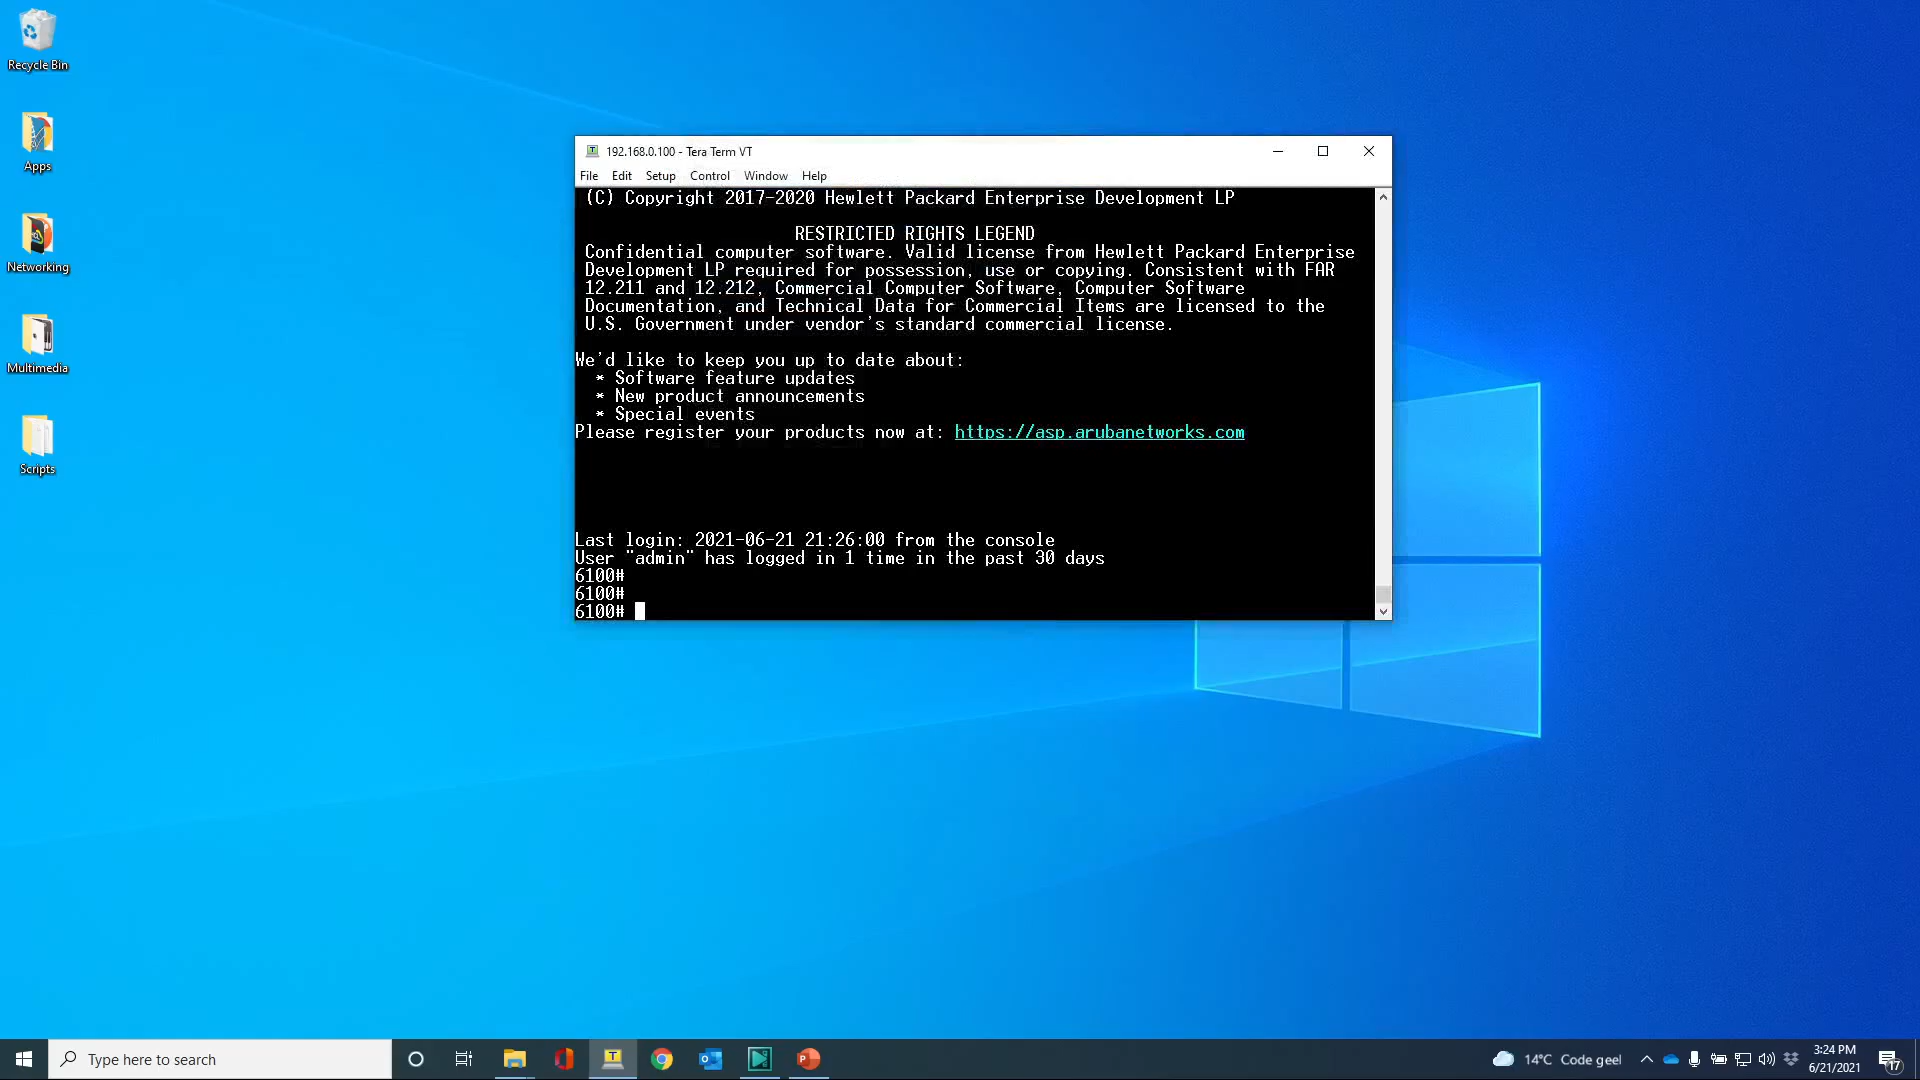 Recycle Bin
Apps
Networking
Multimedia
Scripts
192.168.0.100 - Tera Term VT
File Edit Setup Control Window Help
(C) Copyright 2017-2020 Hewlett Packard Enterprise Development LP
RESTRICTED RIGHTS LEGEND
Confidential computer software. Valid license from Hewlett Packard Enterprise
Development LP required for possession, use or copying. Consistent with FAR
12.211 and 12.212, Commercial Computer Software, Computer Software
Documentation, and Technical Data for Commercial Items are licensed to the
U.S. Government under vendor's standard commercial license.
We'd like to keep you up to date about:
* Software feature updates
* New product announcements
* Special events
Please register your products now at: https://asp.arubanetworks.com
Last login: 2021-06-21 21:26:00 from the console
User "admin" has logged in 1 time in the past 30 days
6100#
6100#
6100#
Type here to search
14°C Code geel
3:24 PM
6/21/2021
17